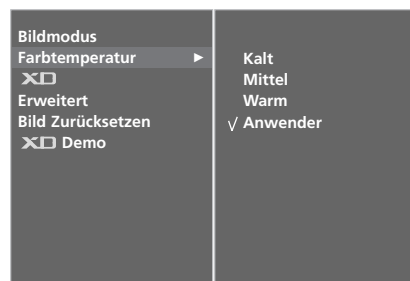 Bildmodus
Farbtemperatur ►
XD
Erweitert
Bild Zurücksetzen
XD Demo
Kalt
Mittel
Warm
√ Anwender